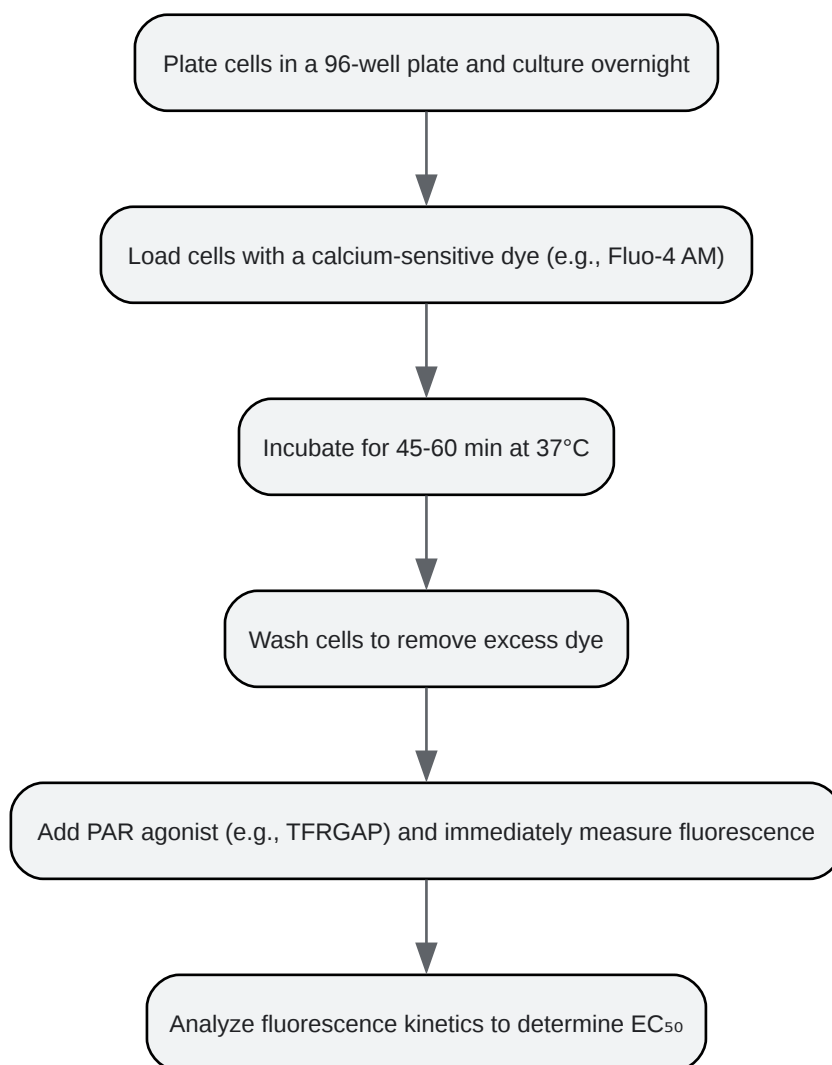 Plate cells in a 96-well plate and culture overnight
Load cells with a calcium-sensitive dye (e.g., Fluo-4 AM)
Incubate for 45-60 min at 37°C
Wash cells to remove excess dye
Add PAR agonist (e.g., TFRGAP) and immediately measure fluorescence
Analyze fluorescence kinetics to determine EC₅₀